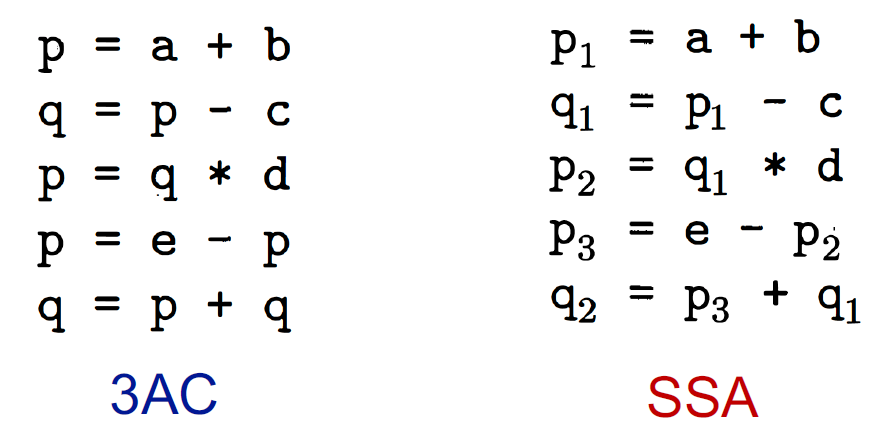 p = a + b
q = p - c
p = q * d
p = e - p
q = p + q
3AC
p₁ = a + b
q₁ = p₁ - c
p₂ = q₁ * d
p₃ = e - p₂
q₂ = p₃ + q₁
SSA